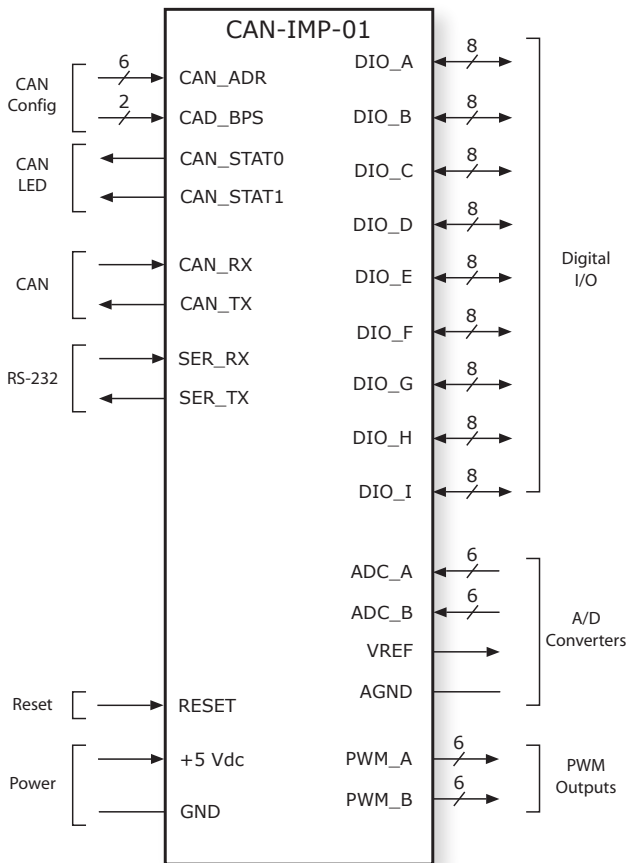 CAN-IMP-01
CAN
Config
6
CAN_ADR
2
CAD_BPS
CAN
LED
CAN_STAT0
CAN_STAT1
CAN
CAN_RX
CAN_TX
RS-232
SER_RX
SER_TX
Reset
RESET
Power
+5 Vdc
GND
DIO_A
8
DIO_B
8
DIO_C
8
DIO_D
8
DIO_E
8
DIO_F
8
DIO_G
8
DIO_H
8
DIO_I
8
Digital
I/O
ADC_A
6
ADC_B
6
VREF
AGND
A/D
Converters
PWM_A
6
PWM_B
6
PWM
Outputs